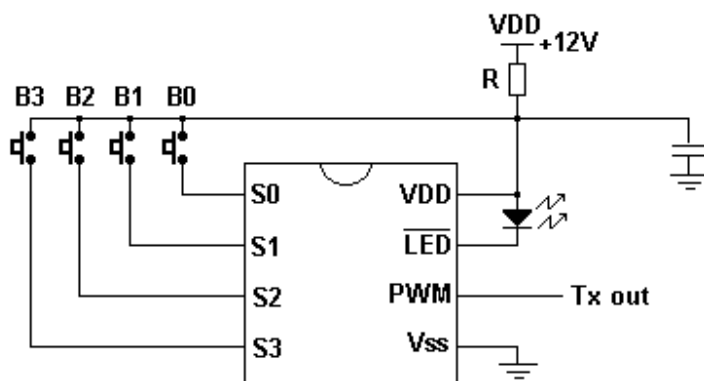 VDD
+12V
R
B3 B2 B1 B0
S0 VDD
S1 LED
S2 PWM Tx out
S3 Vss